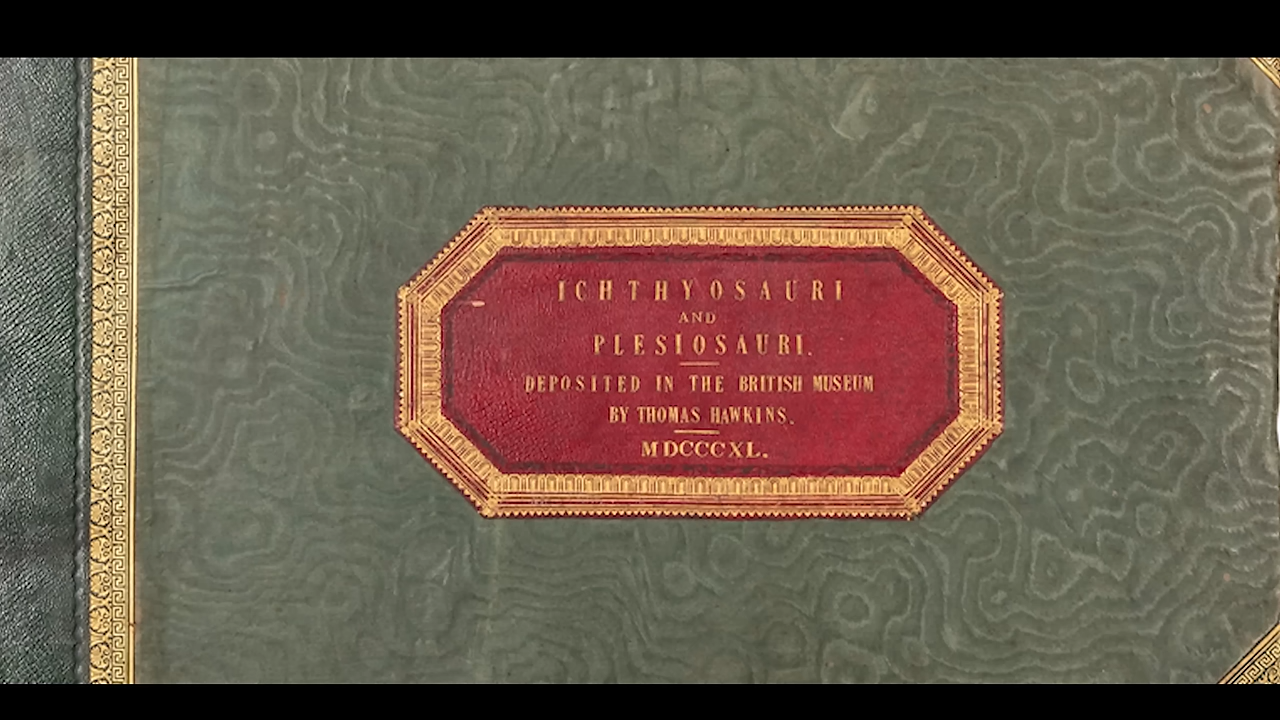 ICHTHYOSAURI
AND
PLESIOSAURI.
DEPOSITED IN THE BRITISH MUSEUM
BY THOMAS HAWKINS.
MDCCCXL.